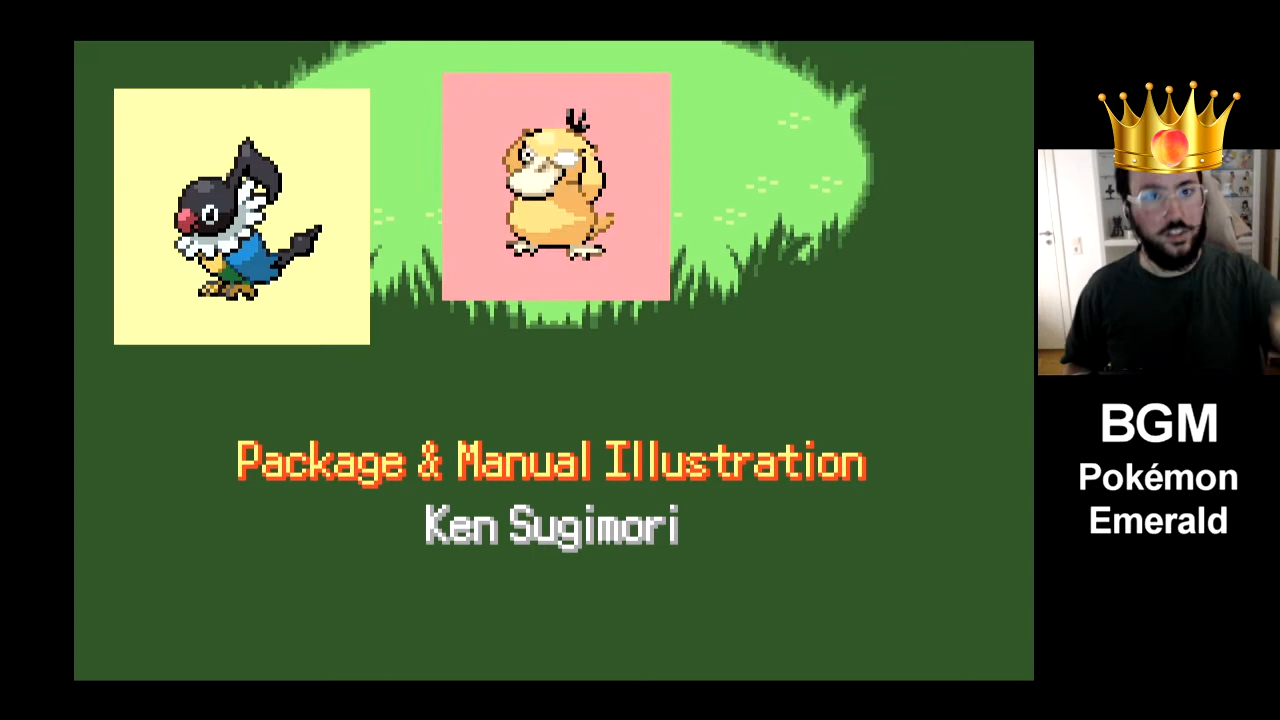 Package & Manual Illustration
Ken Sugimori
BGM
Pokémon
Emerald